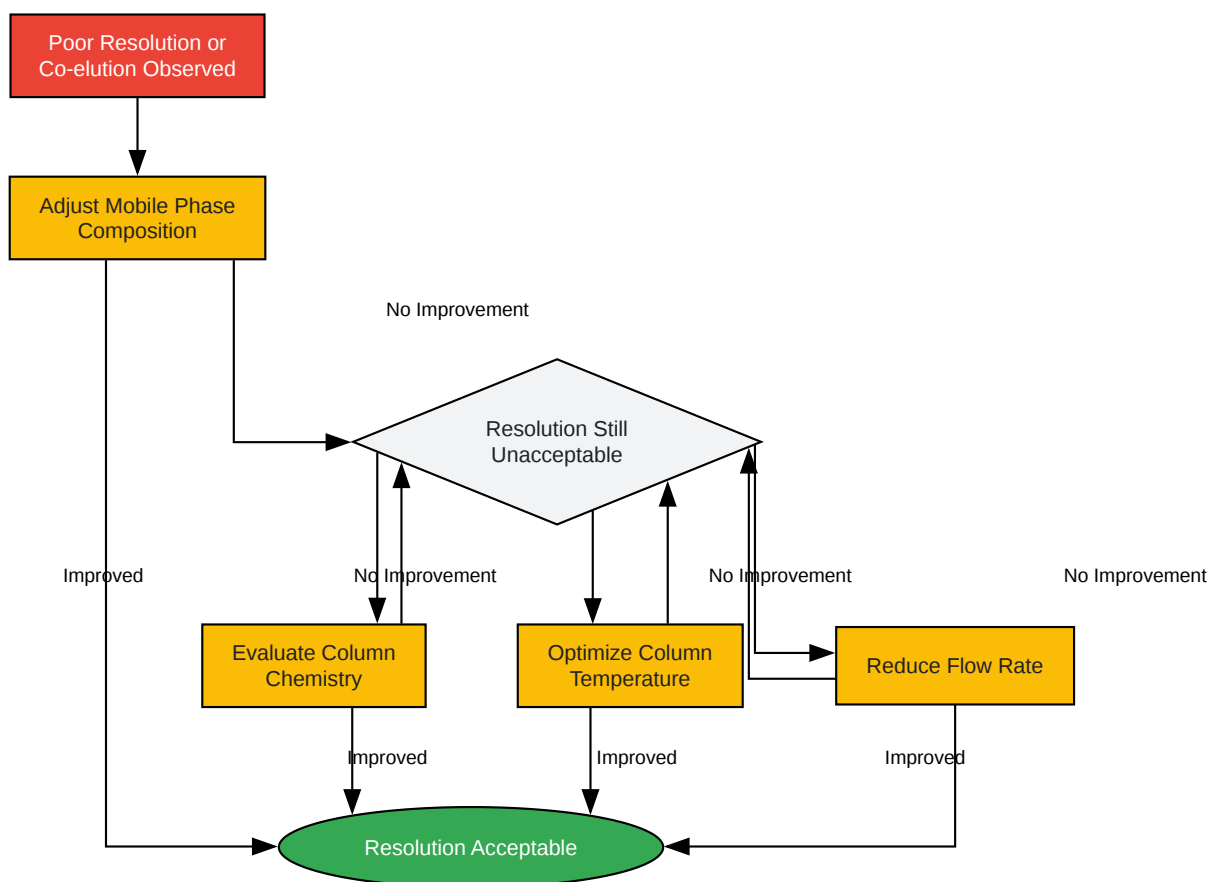 Poor Resolution or
Co-elution Observed
Adjust Mobile Phase
Composition
No Improvement
Resolution Still
Unacceptable
Improved
No Improvement
No Improvement
No Improvement
Evaluate Column
Chemistry
Optimize Column
Temperature
Reduce Flow Rate
Improved
Improved
Improved
Resolution Acceptable